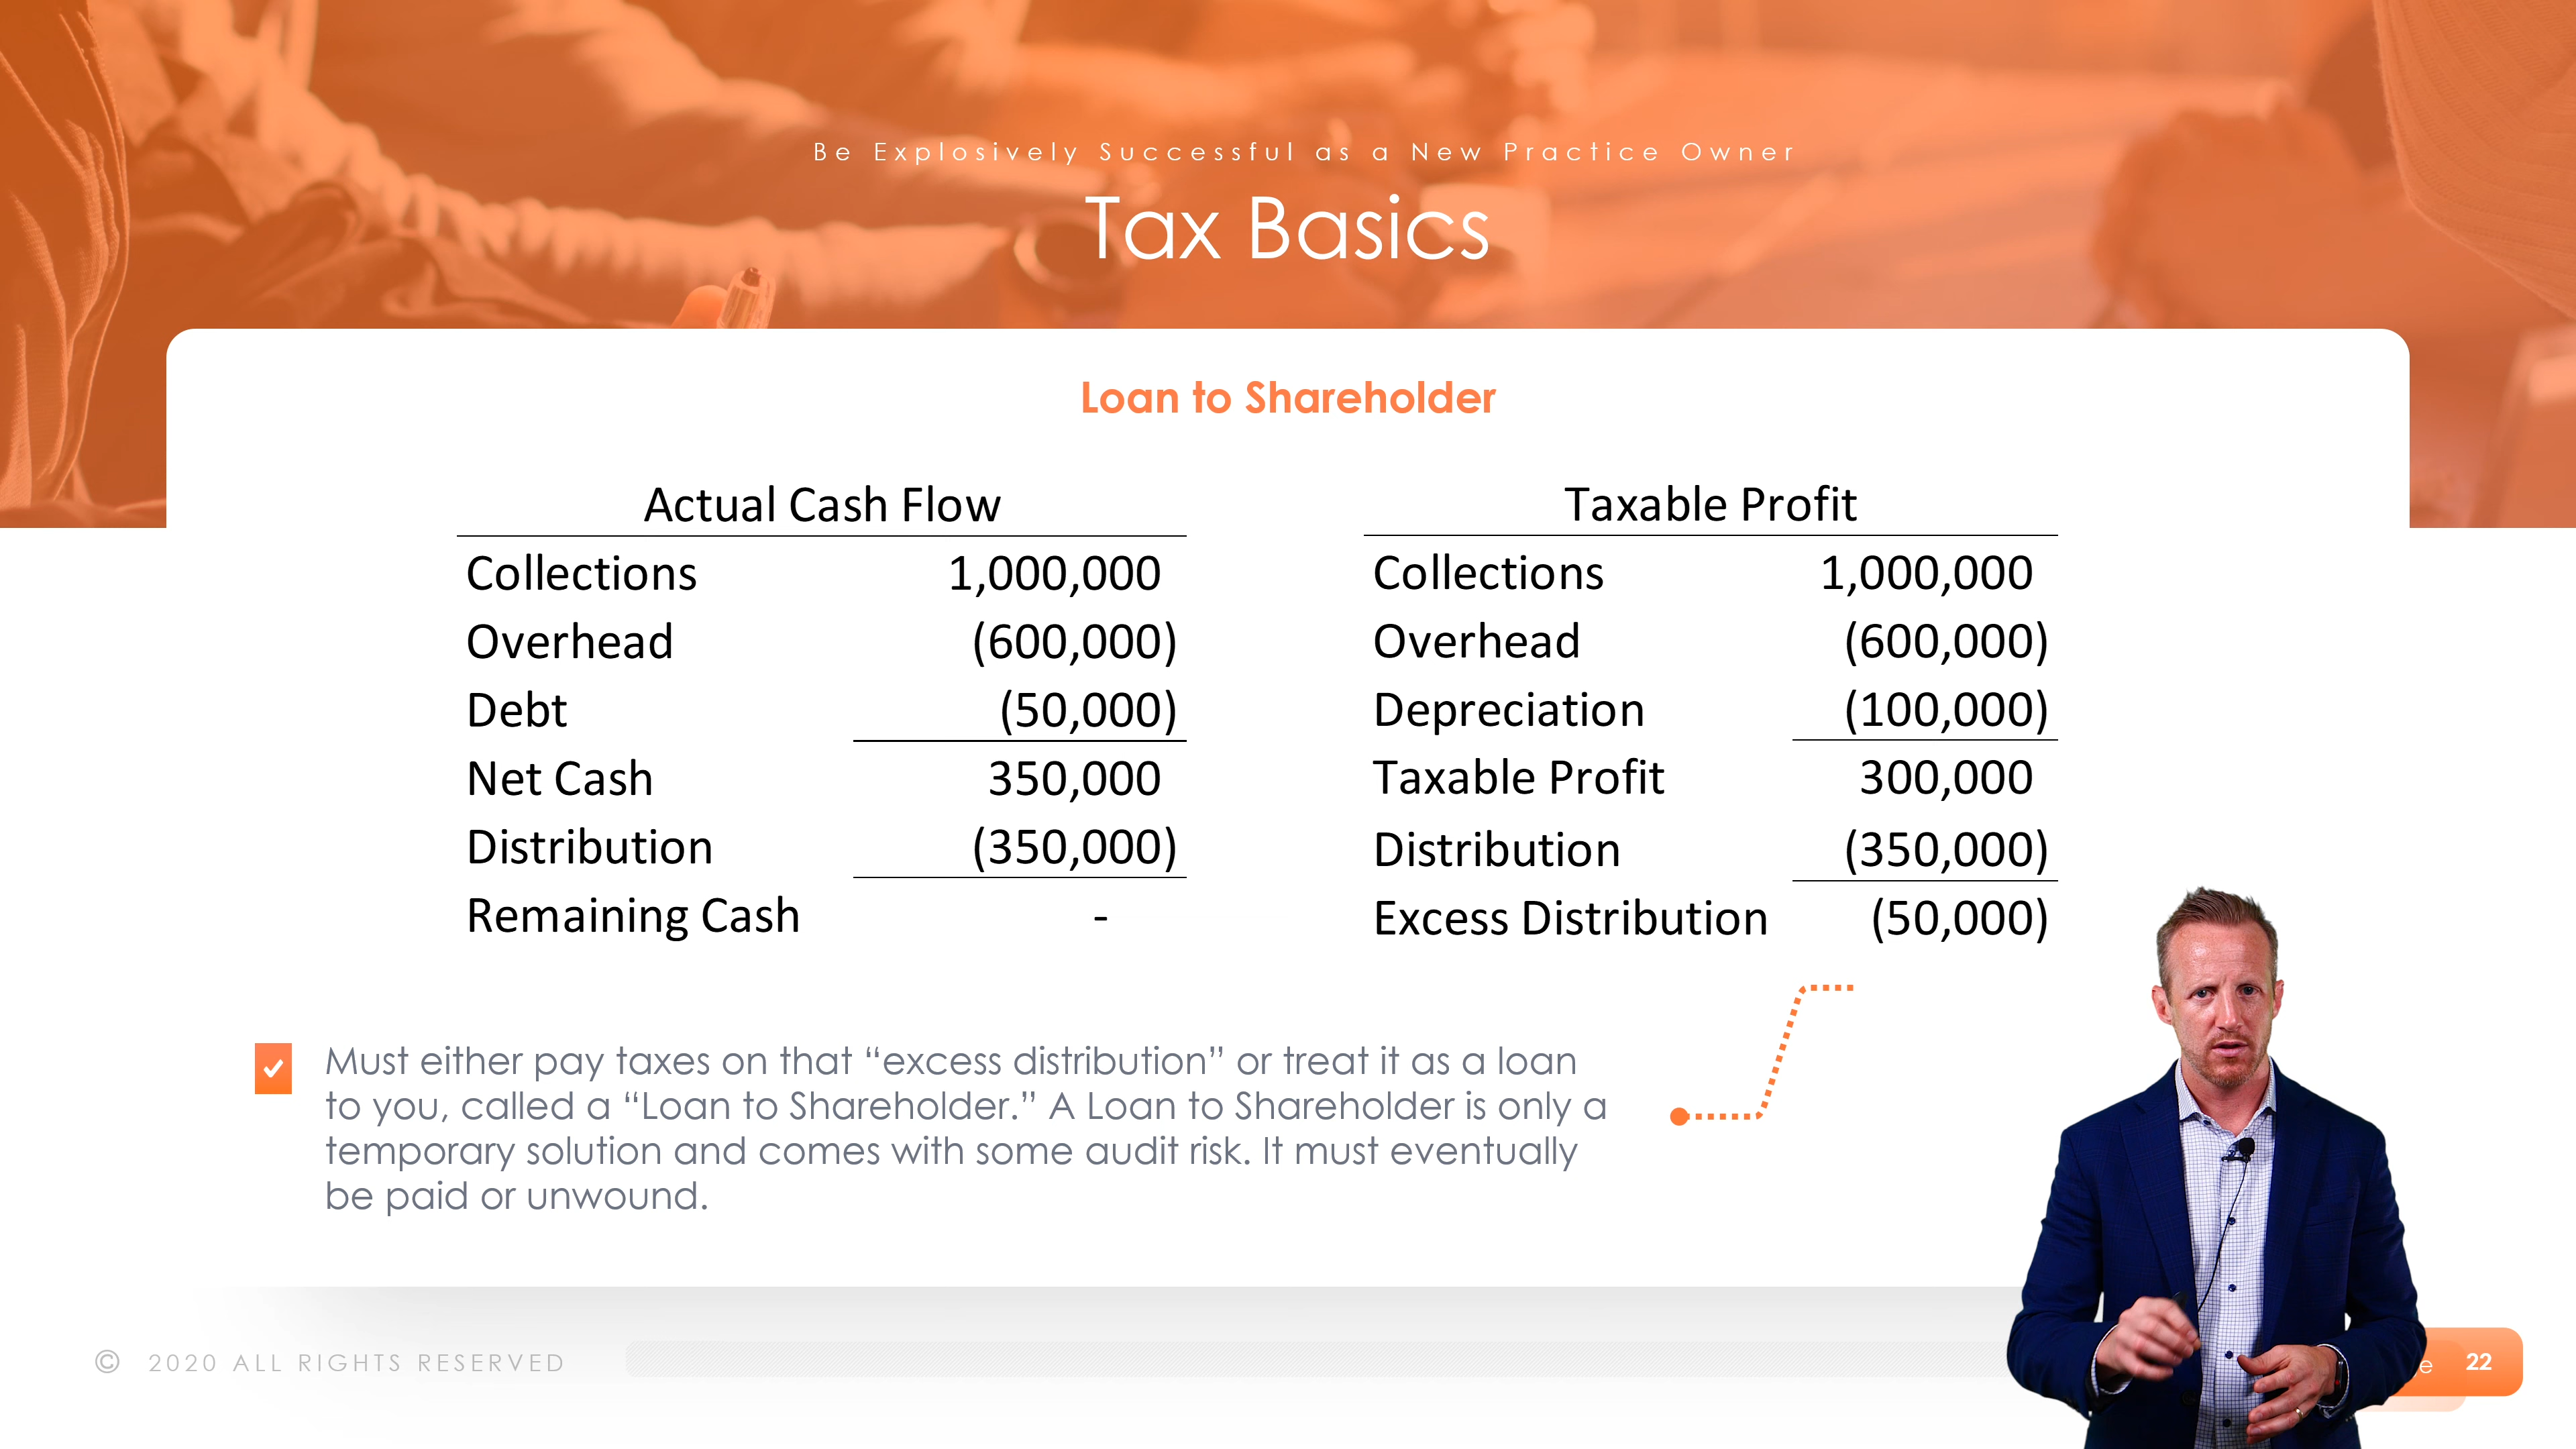 Be Explosively Successful as a New Practice Owner
Tax Basics
Loan to Shareholder
Actual Cash Flow
Collections 1,000,000
Overhead (600,000)
Debt (50,000)
Net Cash 350,000
Distribution (350,000)
Remaining Cash -
Taxable Profit
Collections 1,000,000
Overhead (600,000)
Depreciation (100,000)
Taxable Profit 300,000
Distribution (350,000)
Excess Distribution (50,000)
Must either pay taxes on that “excess distribution” or treat it as a loan
to you, called a “Loan to Shareholder.” A Loan to Shareholder is only a
temporary solution and comes with some audit risk. It must eventually
be paid or unwound.
© 2020 ALL RIGHTS RESERVED
22